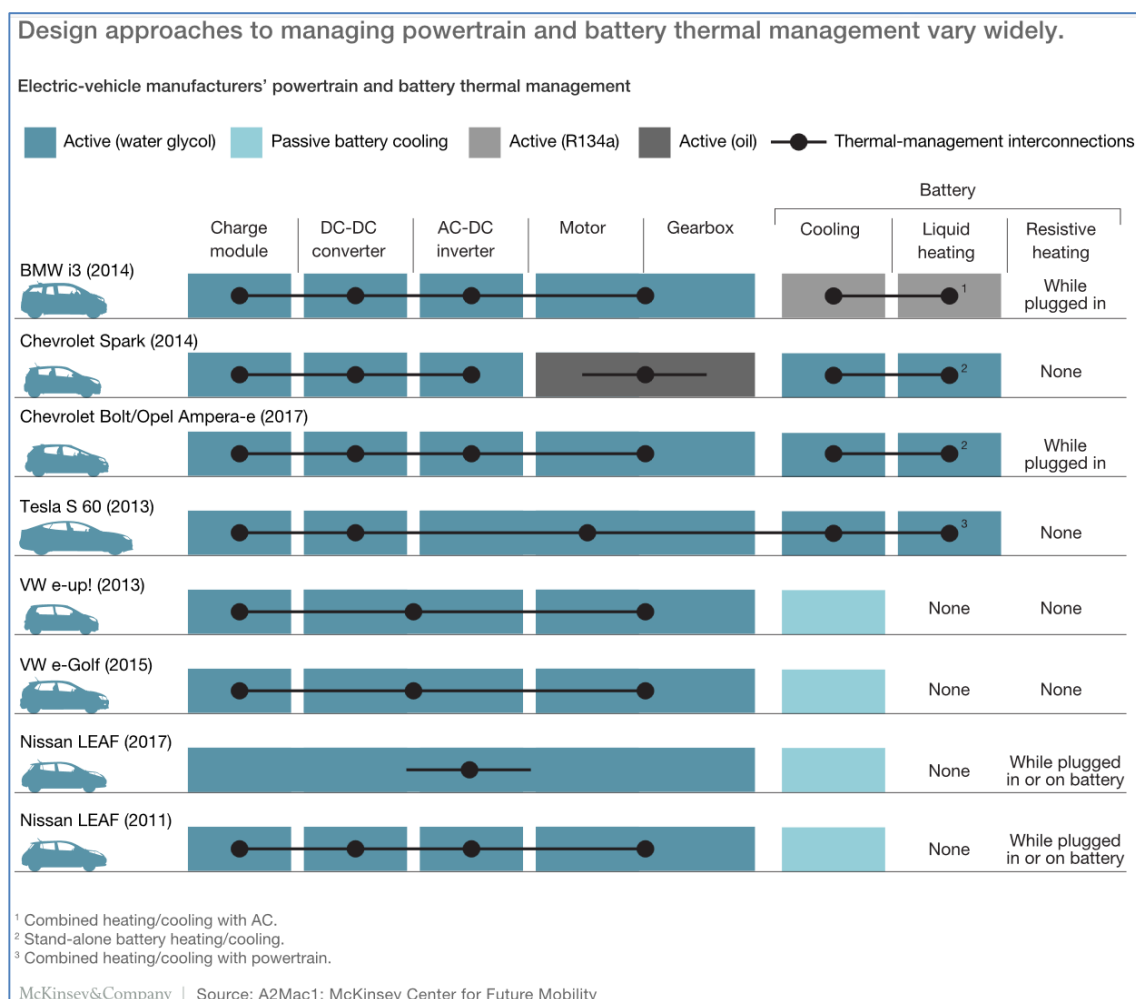 Design approaches to managing powertrain and battery thermal management vary widely.
Electric-vehicle manufacturers' powertrain and battery thermal management
Active (water glycol) Passive battery cooling Active (R134a) Active (oil) Thermal-management interconnections
Battery
Charge module DC-DC converter AC-DC inverter Motor Gearbox Cooling Liquid heating Resistive heating
BMW i3 (2014)
1 While plugged in
Chevrolet Spark (2014)
2 None
Chevrolet Bolt/Opel Ampera-e (2017)
2 While plugged in
Tesla S 60 (2013)
3 None
VW e-up! (2013)
None None
VW e-Golf (2015)
None None
Nissan LEAF (2017)
None While plugged in or on battery
Nissan LEAF (2011)
None While plugged in or on battery
1 Combined heating/cooling with AC.
2 Stand-alone battery heating/cooling.
3 Combined heating/cooling with powertrain.
McKinsey&Company | Source: A2Mac1; McKinsey Center for Future Mobility